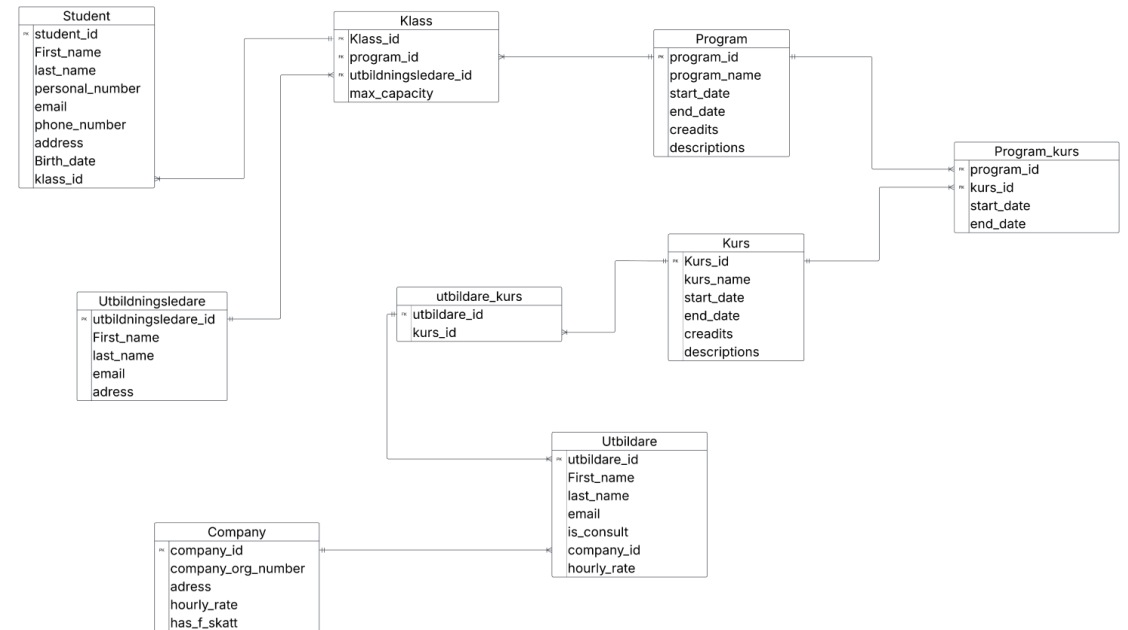 Student
PK student_id
First_name
last_name
personal_number
email
phone_number
address
Birth_date
klass_id
Klass
Klass_id
program_id
utbildningsledare_id
max_capacity
Program
program_id
program_name
start_date
end_date
creadits
descriptions
Program_kurs
program_id
kurs_id
start_date
end_date
Kurs
Kurs_id
kurs_name
start_date
end_date
creadits
descriptions
Utbildningsledare
PK utbildningsledare_id
First_name
last_name
email
adress
utbildare_kurs
utbildare_id
kurs_id
Utbildare
utbildare_id
First_name
last_name
email
is_consult
company_id
hourly_rate
Company
PK company_id
company_org_number
adress
hourly_rate
has_f_skatt